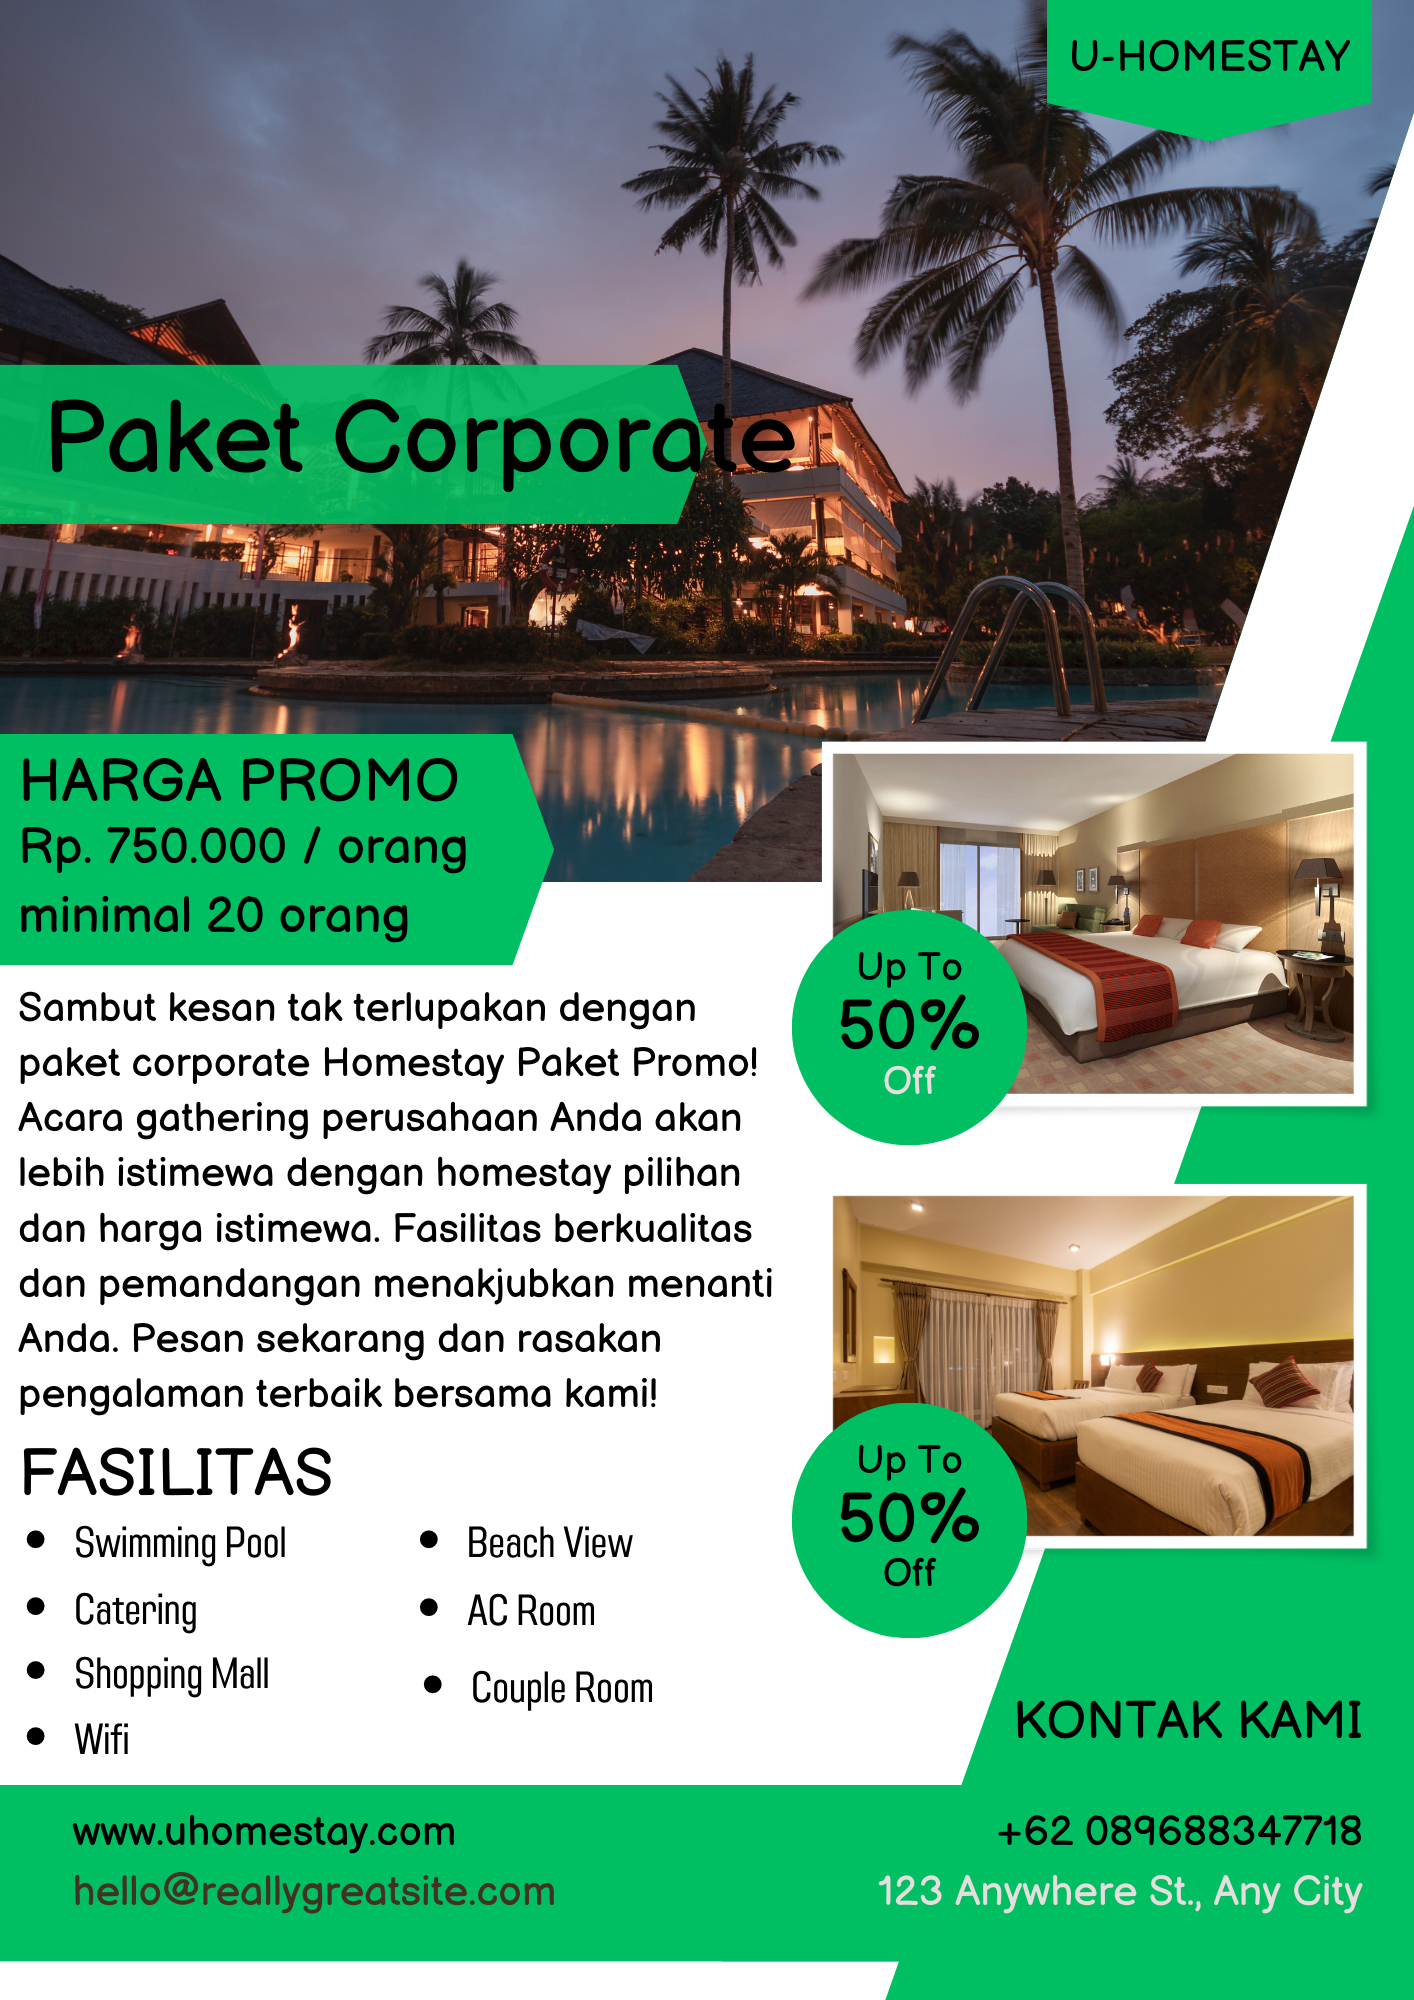 U-HOMESTAY
Paket Corporate
HARGA PROMO
Rp. 750.000 / orang
minimal 20 orang
Sambut kesan tak terlupakan dengan
paket corporate Homestay Paket Promo!
Acara gathering perusahaan Anda akan
lebih istimewa dengan homestay pilihan
dan harga istimewa. Fasilitas berkualitas
dan pemandangan menakjubkan menanti
Anda. Pesan sekarang dan rasakan
pengalaman terbaik bersama kami!
Up To
50%
Off
Up To
50%
Off
FASILITAS
Swimming Pool
Catering
Shopping Mall
Wifi
Beach View
AC Room
Couple Room
KONTAK KAMI
www.uhomestay.com
hello@reallygreatsite.com
+62 089688347718
123 Anywhere St., Any City